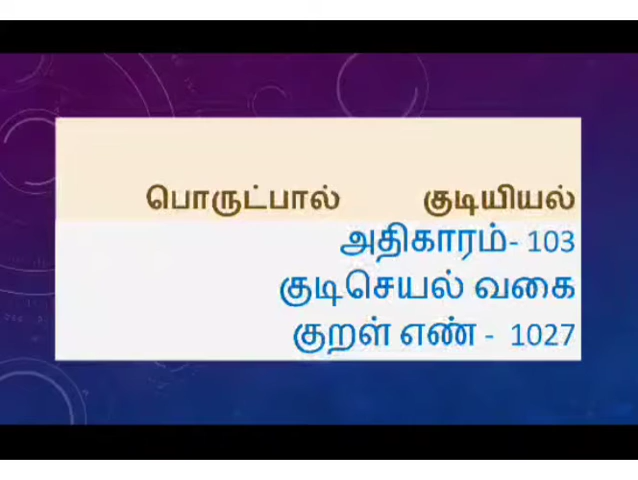 பொருட்பால் குடியியல்
அதிகாரம்- 103
குடிசெயல் வகை
குறள் எண் - 1027